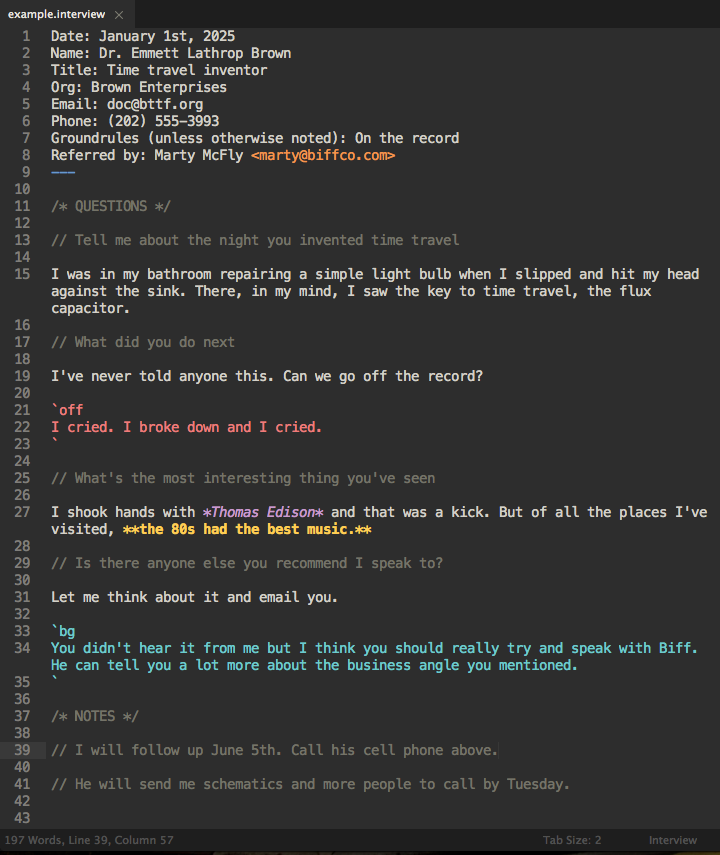 example.interview ×
1 Date: January 1st, 2025
2 Name: Dr. Emmett Lathrop Brown
3 Title: Time travel inventor
4 Org: Brown Enterprises
5 Email: doc@bttf.org
6 Phone: (202) 555-3993
7 Groundrules (unless otherwise noted): On the record
8 Referred by: Marty McFly <marty@biffco.com>
9 ---
10
11 /* QUESTIONS */
12
13 // Tell me about the night you invented time travel
14
15 I was in my bathroom repairing a simple light bulb when I slipped and hit my head
against the sink. There, in my mind, I saw the key to time travel, the flux
capacitor.
16
17 // What did you do next
18
19 I've never told anyone this. Can we go off the record?
20
21 `off
22 I cried. I broke down and I cried.
23 `
24
25 // What's the most interesting thing you've seen
26
27 I shook hands with *Thomas Edison* and that was a kick. But of all the places I've
visited, **the 80s had the best music.**
28
29 // Is there anyone else you recommend I speak to?
30
31 Let me think about it and email you.
32
33 `bg
34 You didn't hear it from me but I think you should really try and speak with Biff.
He can tell you a lot more about the business angle you mentioned.
35 `
36
37 /* NOTES */
38
39 // I will follow up June 5th. Call his cell phone above.
40
41 // He will send me schematics and more people to call by Tuesday.
42
43
197 Words, Line 39, Column 57 Tab Size: 2 Interview